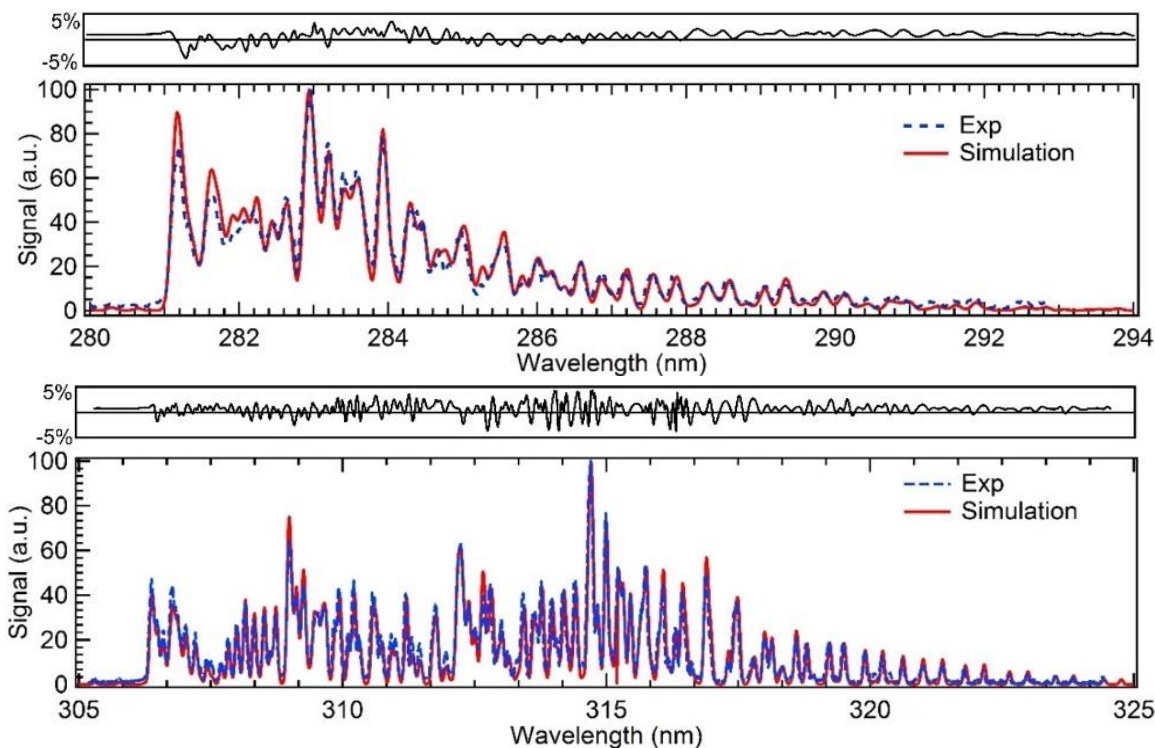 5%
-5%
100
80
60
40
20
0
Signal (a.u.)
Exp
Simulation
280 282 284 286 288 290 292 294
Wavelength (nm)
5%
-5%
100
80
60
40
20
0
Signal (a.u.)
Exp
Simulation
305 310 315 320 325
Wavelength (nm)